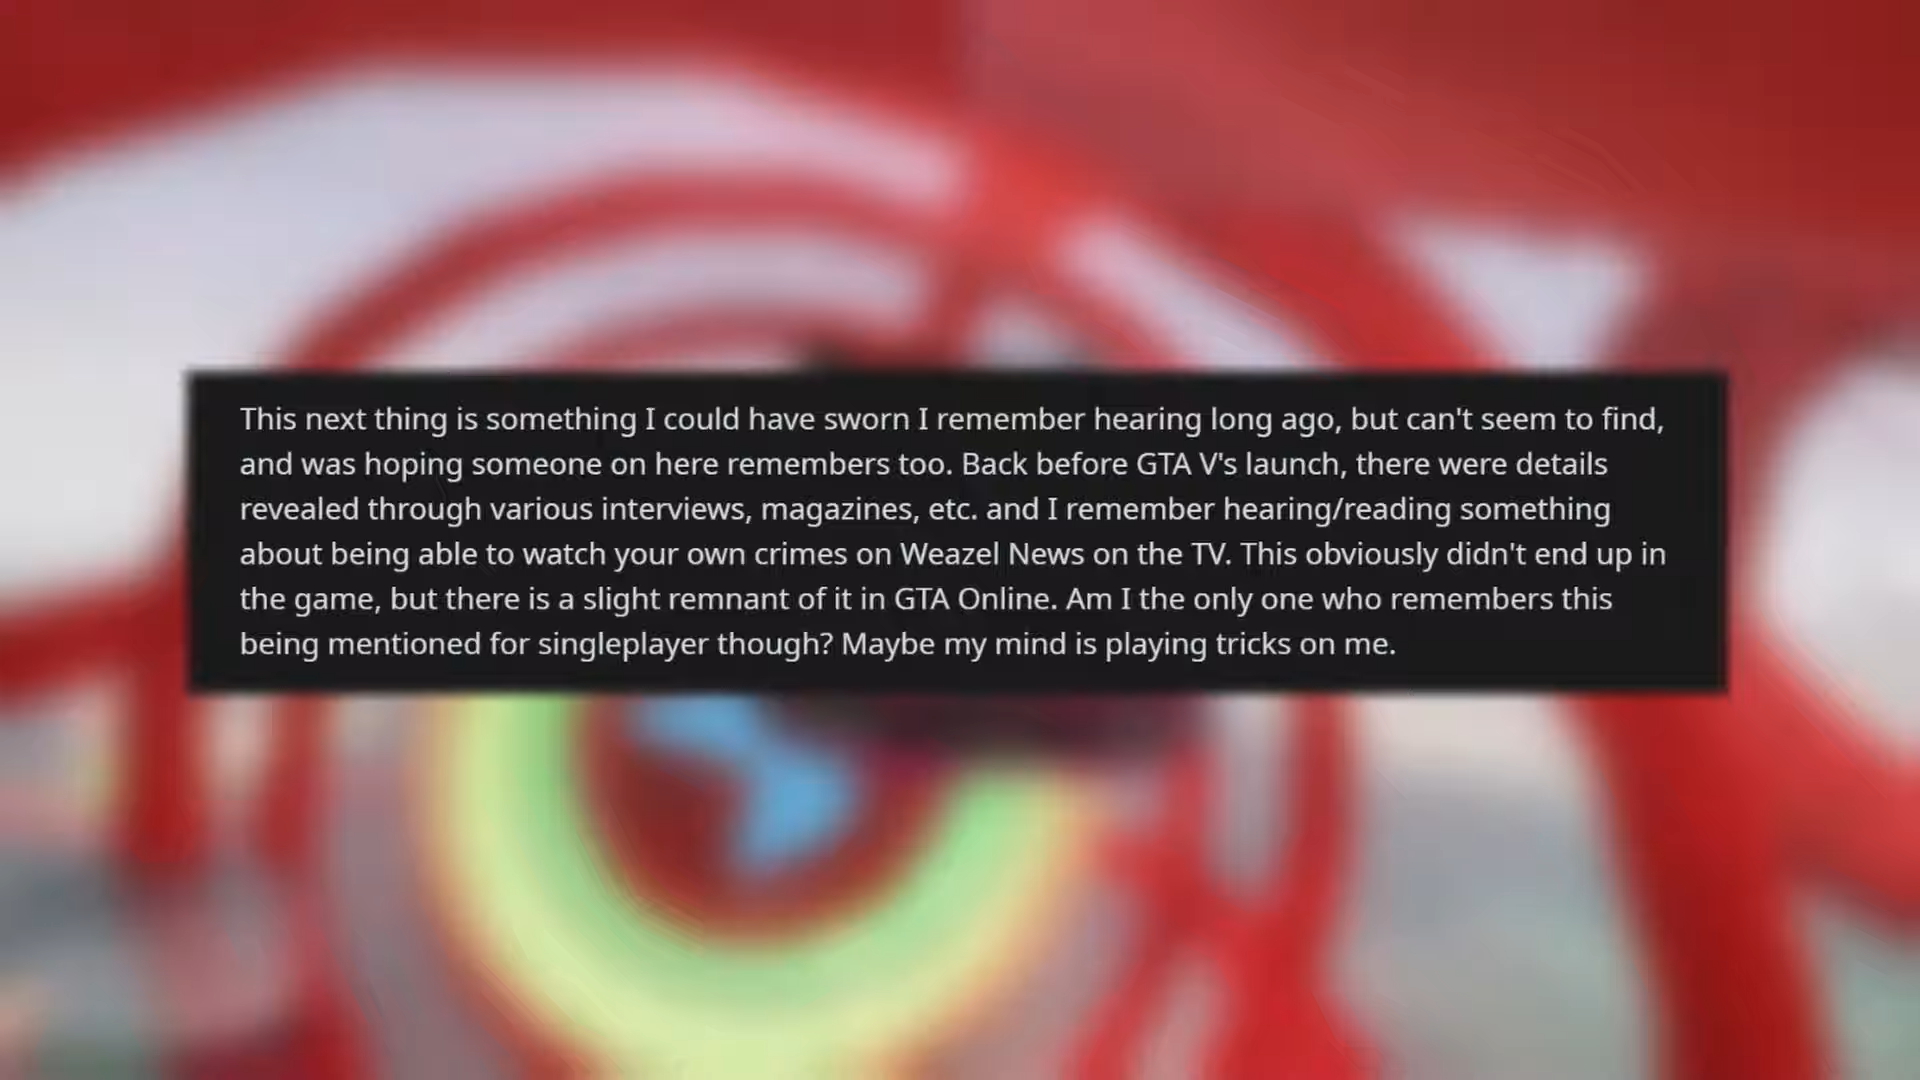 This next thing is something I could have sworn I remember hearing long ago, but can't seem to find,
and was hoping someone on here remembers too. Back before GTA V's launch, there were details
revealed through various interviews, magazines, etc. and I remember hearing/reading something
about being able to watch your own crimes on Weazel News on the TV. This obviously didn't end up in
the game, but there is a slight remnant of it in GTA Online. Am I the only one who remembers this
being mentioned for singleplayer though? Maybe my mind is playing tricks on me.